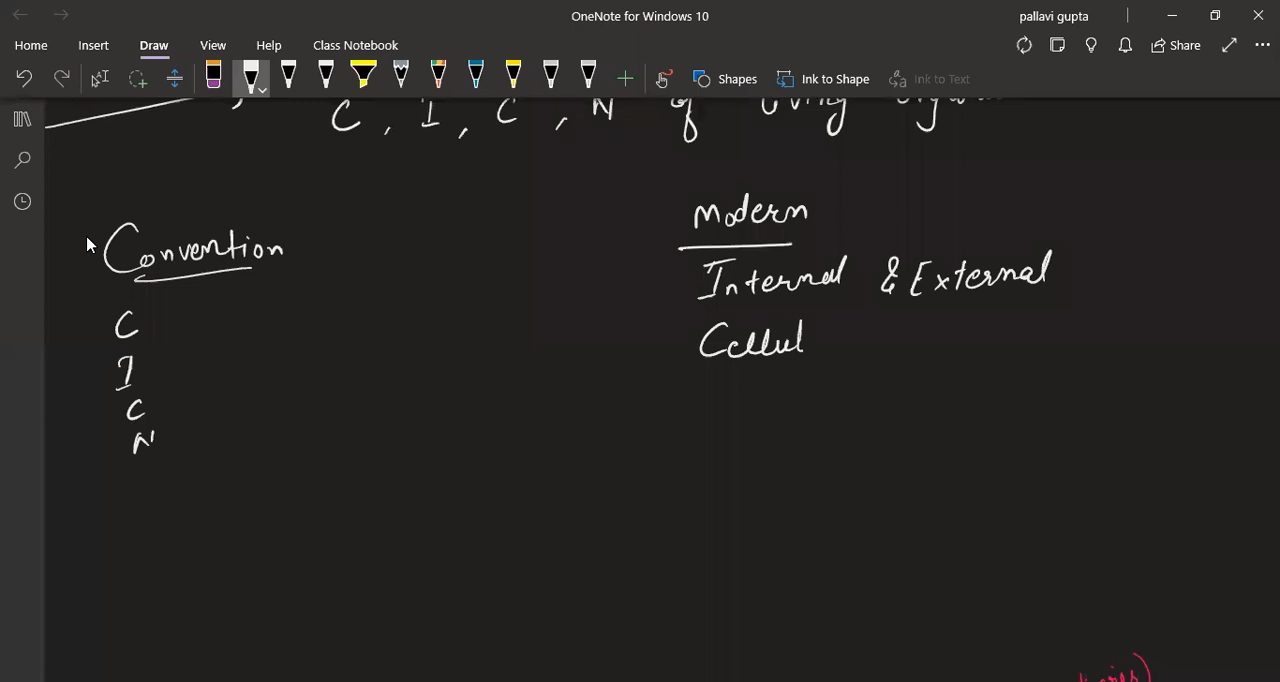 OneNote for Windows 10
pallavi gupta
Home Insert Draw View Help Class Notebook
Share
Shapes Ink to Shape Ink to Text
C, I, C, N of living
Convention
C
I
C
N
Modern
Internal & External
Cellul